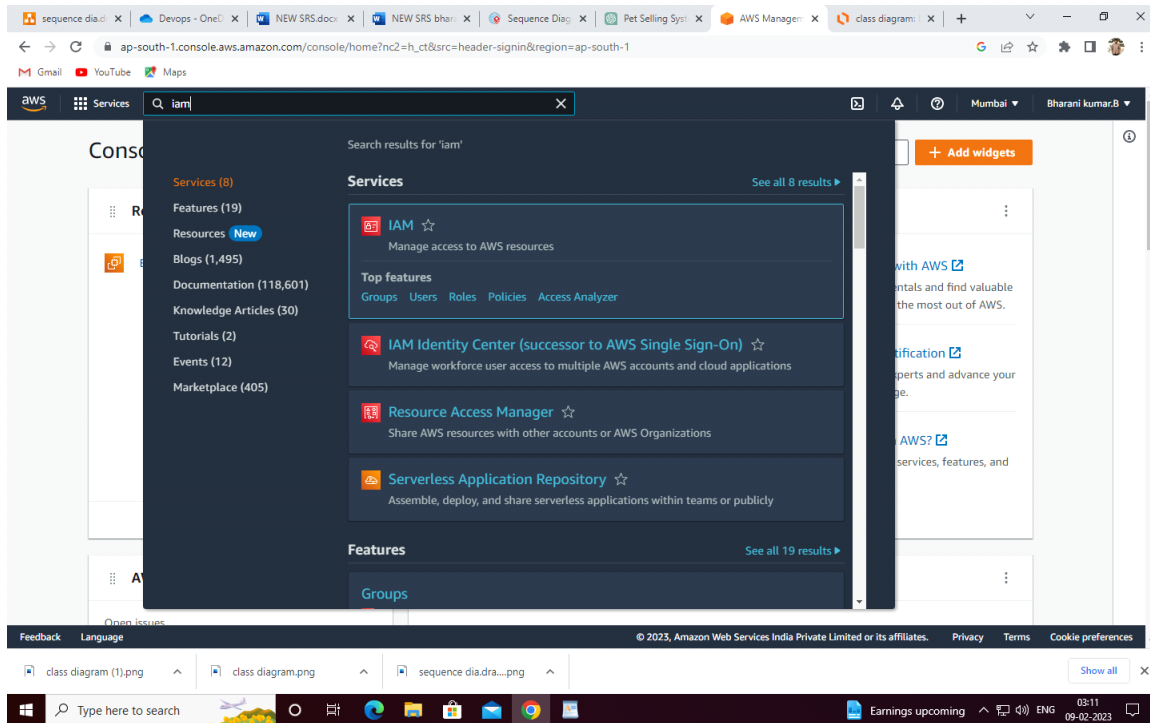 sequence dia.d
Devops - OneD
NEW SRS.docx
NEW SRS bhara
Sequence Diag
Pet Selling Syst
AWS Managem
class diagram:
ap-south-1.console.aws.amazon.com/console/home?nc2=h_ct&src=header-signin&region=ap-south-1
Gmail
YouTube
Maps
aws
Services
iam
Mumbai
Bharani kumar.B
Conso
Search results for 'iam'
Add widgets
Services (8)
Features (19)
Resources New
Blogs (1,495)
Documentation (118,601)
Knowledge Articles (30)
Tutorials (2)
Events (12)
Marketplace (405)
Services
See all 8 results
IAM
Manage access to AWS resources
Top features
Groups Users Roles Policies Access Analyzer
IAM Identity Center (successor to AWS Single Sign-On)
Manage workforce user access to multiple AWS accounts and cloud applications
Resource Access Manager
Share AWS resources with other accounts or AWS Organizations
Serverless Application Repository
Assemble, deploy, and share serverless applications within teams or publicly
Features
See all 19 results
Groups
with AWS
entals and find valuable
the most out of AWS.
tification
xperts and advance your
ge.
AWS?
services, features, and
Open issues
Feedback Language
© 2023, Amazon Web Services India Private Limited or its affiliates. Privacy Terms Cookie preferences
class diagram (1).png
class diagram.png
sequence dia.dra....png
Show all
Type here to search
Earnings upcoming
ENG
03:11
09-02-2023